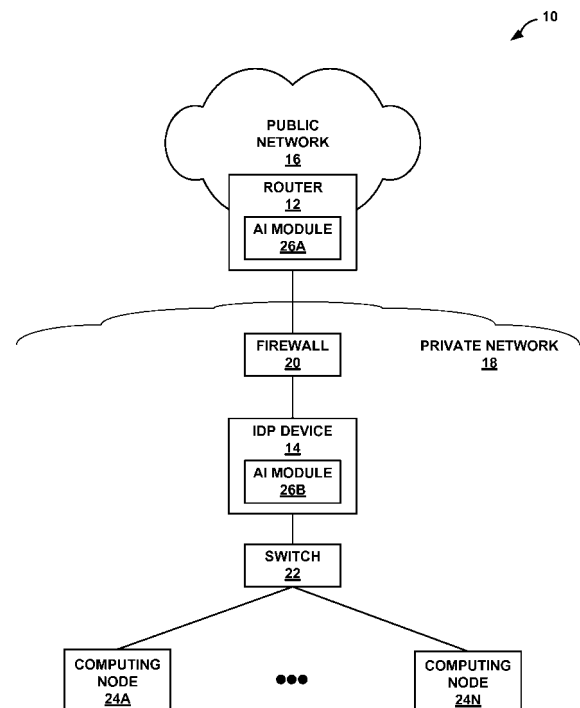 10
PUBLIC
NETWORK
16
ROUTER
12
AI MODULE
26A
FIREWALL
20
PRIVATE NETWORK
18
IDP DEVICE
14
AI MODULE
26B
SWITCH
22
COMPUTING
NODE
24A
COMPUTING
NODE
24N